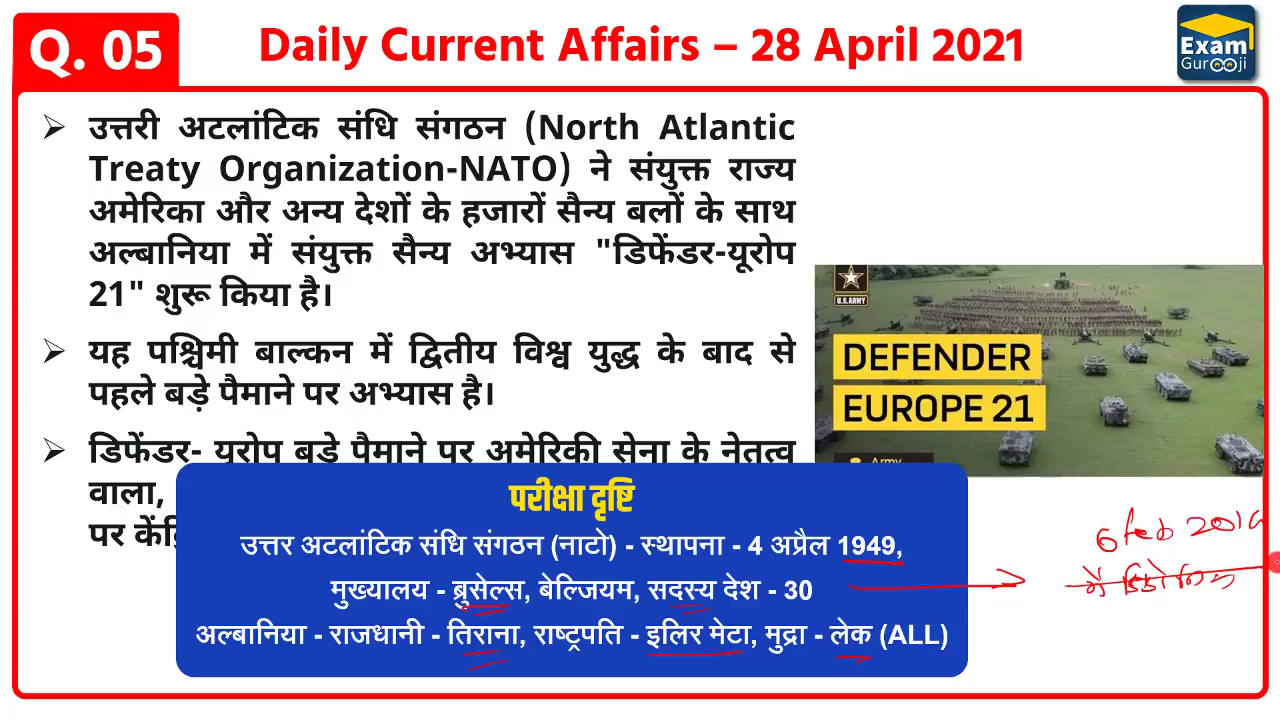 Q. 05
Daily Current Affairs – 28 April 2021
Exam
Gurooji
➢ उत्तरी अटलांटिक संधि संगठन (North Atlantic
Treaty Organization-NATO) ने संयुक्त राज्य
अमेरिका और अन्य देशों के हजारों सैन्य बलों के साथ
अल्बानिया में संयुक्त सैन्य अभ्यास "डिफेंडर-यूरोप
21" शुरू किया है।
➢ यह पश्चिमी बाल्कन में द्वितीय विश्व युद्ध के बाद से
पहले बड़े पैमाने पर अभ्यास है।
➢ डिफेंडर- यूरोप बड़े पैमाने पर अमेरिकी सेना के नेतृत्व
वाला,
पर
U.S.ARMY
DEFENDER
EUROPE 21
Army
परीक्षा दृष्टि
उत्तर अटलांटिक संधि संगठन (नाटो) - स्थापना - 4 अप्रैल 1949,
मुख्यालय - ब्रुसेल्स, बेल्जियम, सदस्य देश - 30
अल्बानिया - राजधानी - तिराना, राष्ट्रपति - इलिर मेटा, मुद्रा - लेक (ALL)
6 Feb